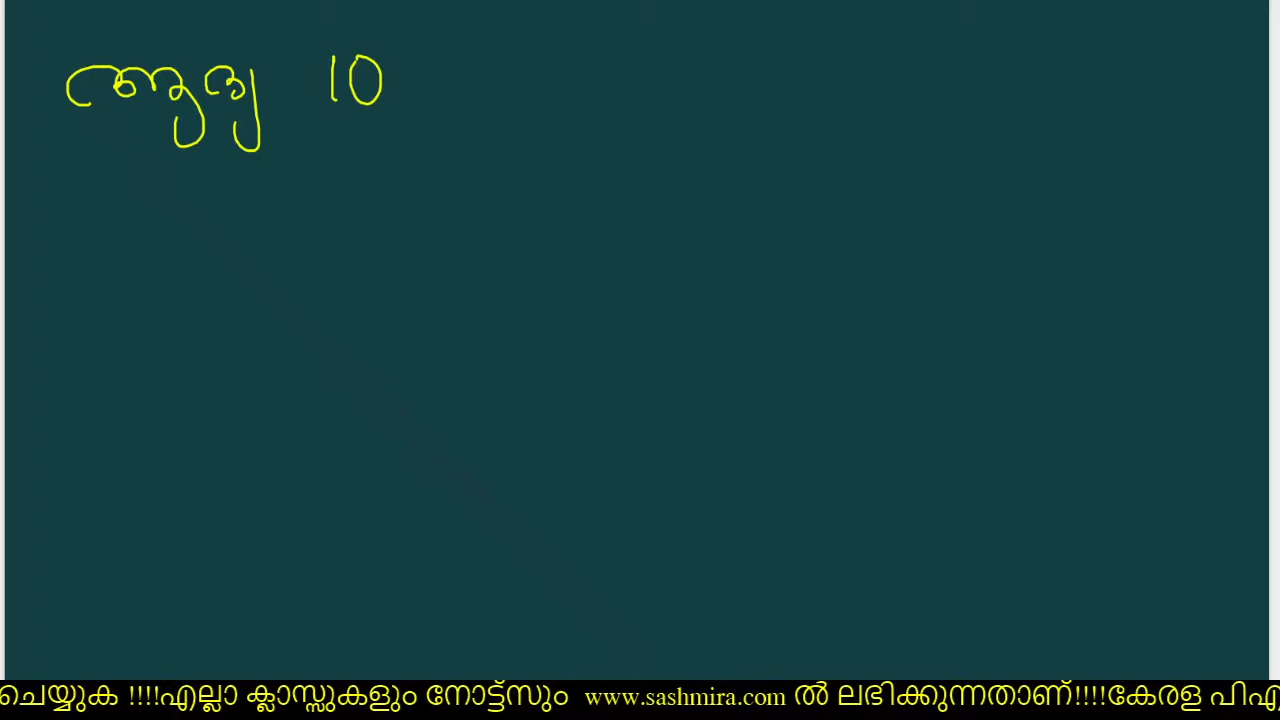 ആദ്യ 10
ചെയ്യുക !!!!എല്ലാ ക്ലാസ്സുകളും നോട്ട്സും www.sashmira.com ൽ ലഭിക്കുന്നതാണ്!!!!കേരള പിഎ